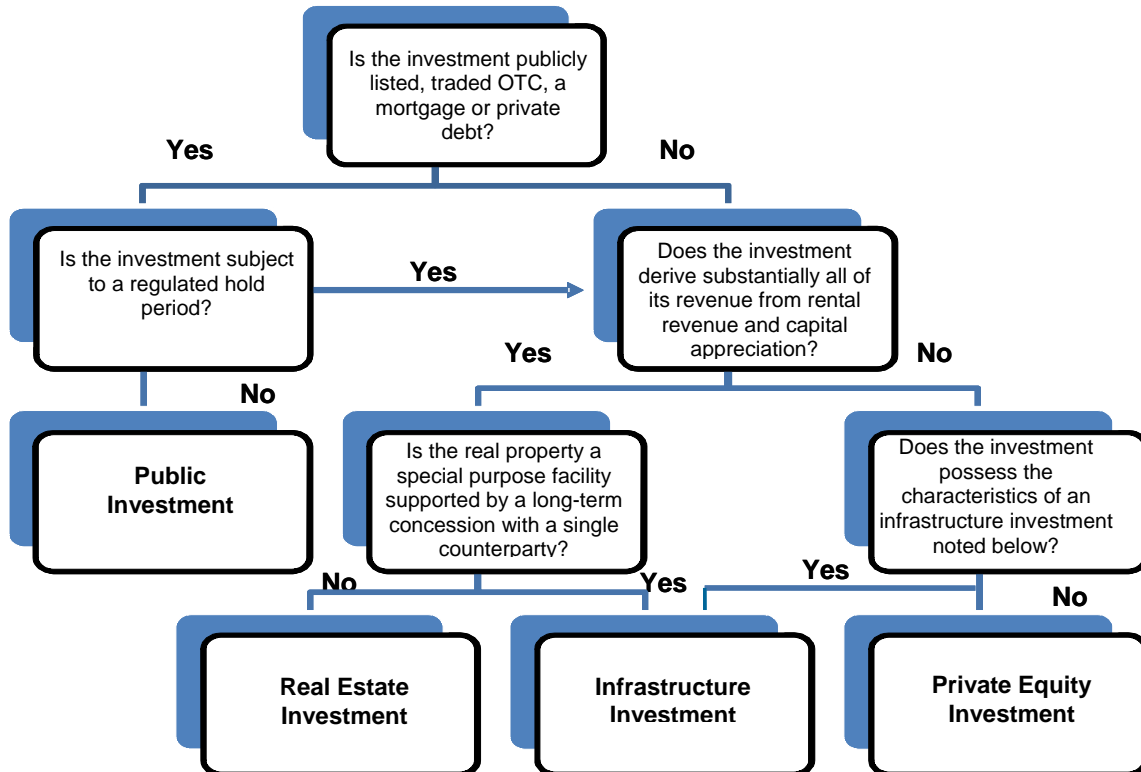 Is the investment publicly
listed, traded OTC, a
mortgage or private
debt?
Yes
No
Is the investment subject
to a regulated hold
period?
Yes
Does the investment
derive substantially all of
its revenue from rental
revenue and capital
appreciation?
Yes
No
No
Public
Investment
Is the real property a
special purpose facility
supported by a long-term
concession with a single
counterparty?
Does the investment
possess the
characteristics of an
infrastructure investment
noted below?
No
Yes
Yes
No
Real Estate
Investment
Infrastructure
Investment
Private Equity
Investment